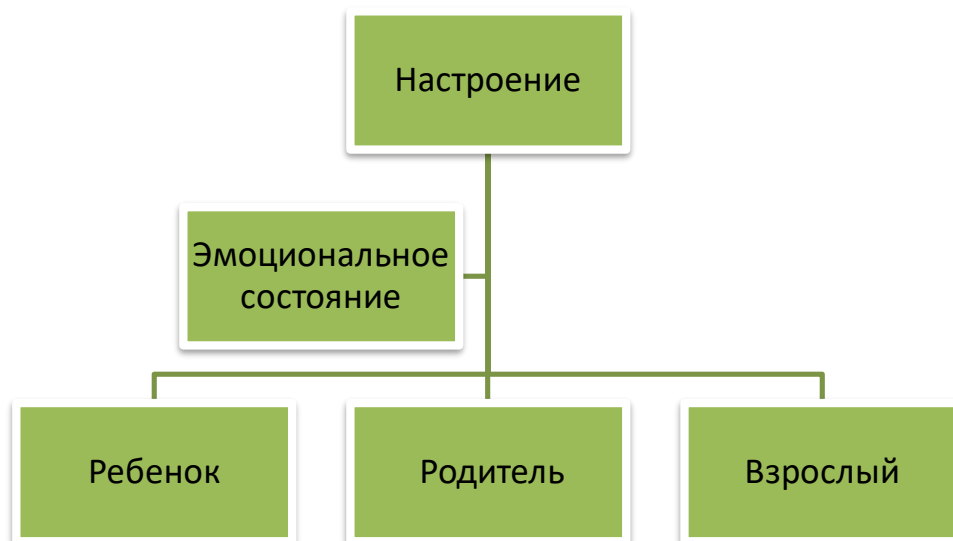 Настроение
Эмоциональное
состояние
Ребенок
Родитель
Взрослый